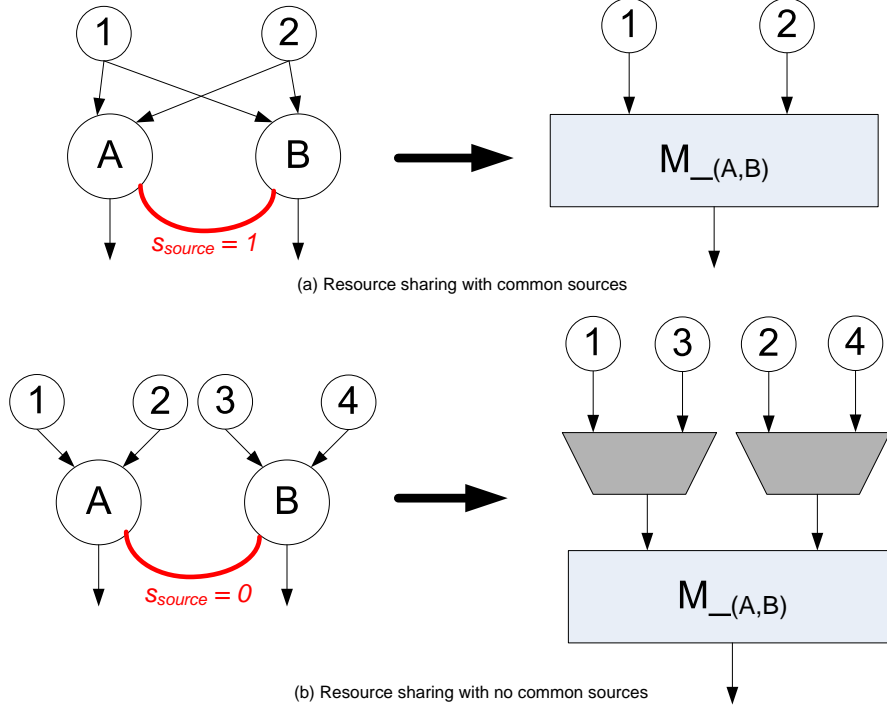 1 2 1 2
A B M_(A,B)
s_source = 1
(a) Resource sharing with common sources
1 3 2 4
1 2 3 4
A B
s_source = 0
M_(A,B)
(b) Resource sharing with no common sources